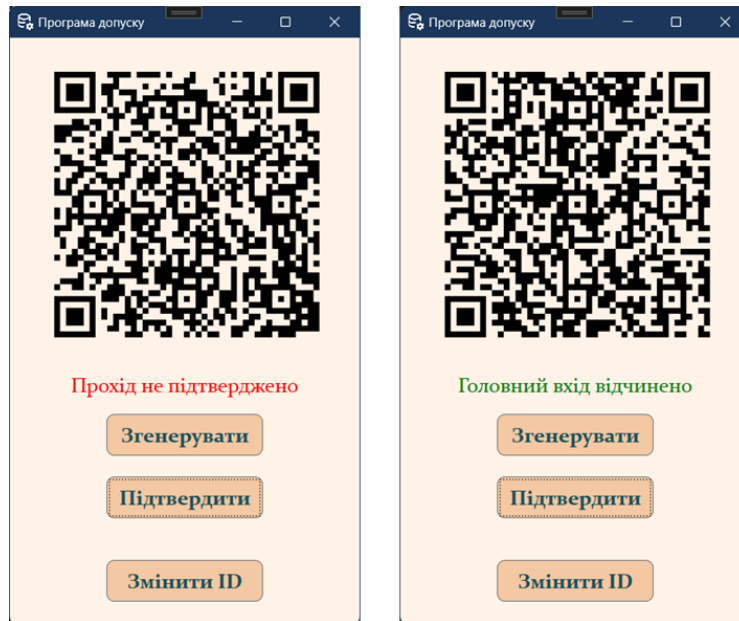 Програма допуску
Прохід не підтверджено
Згенерувати
Підтвердити
Змінити ID
Програма допуску
Головний вхід відчинено
Згенерувати
Підтвердити
Змінити ID